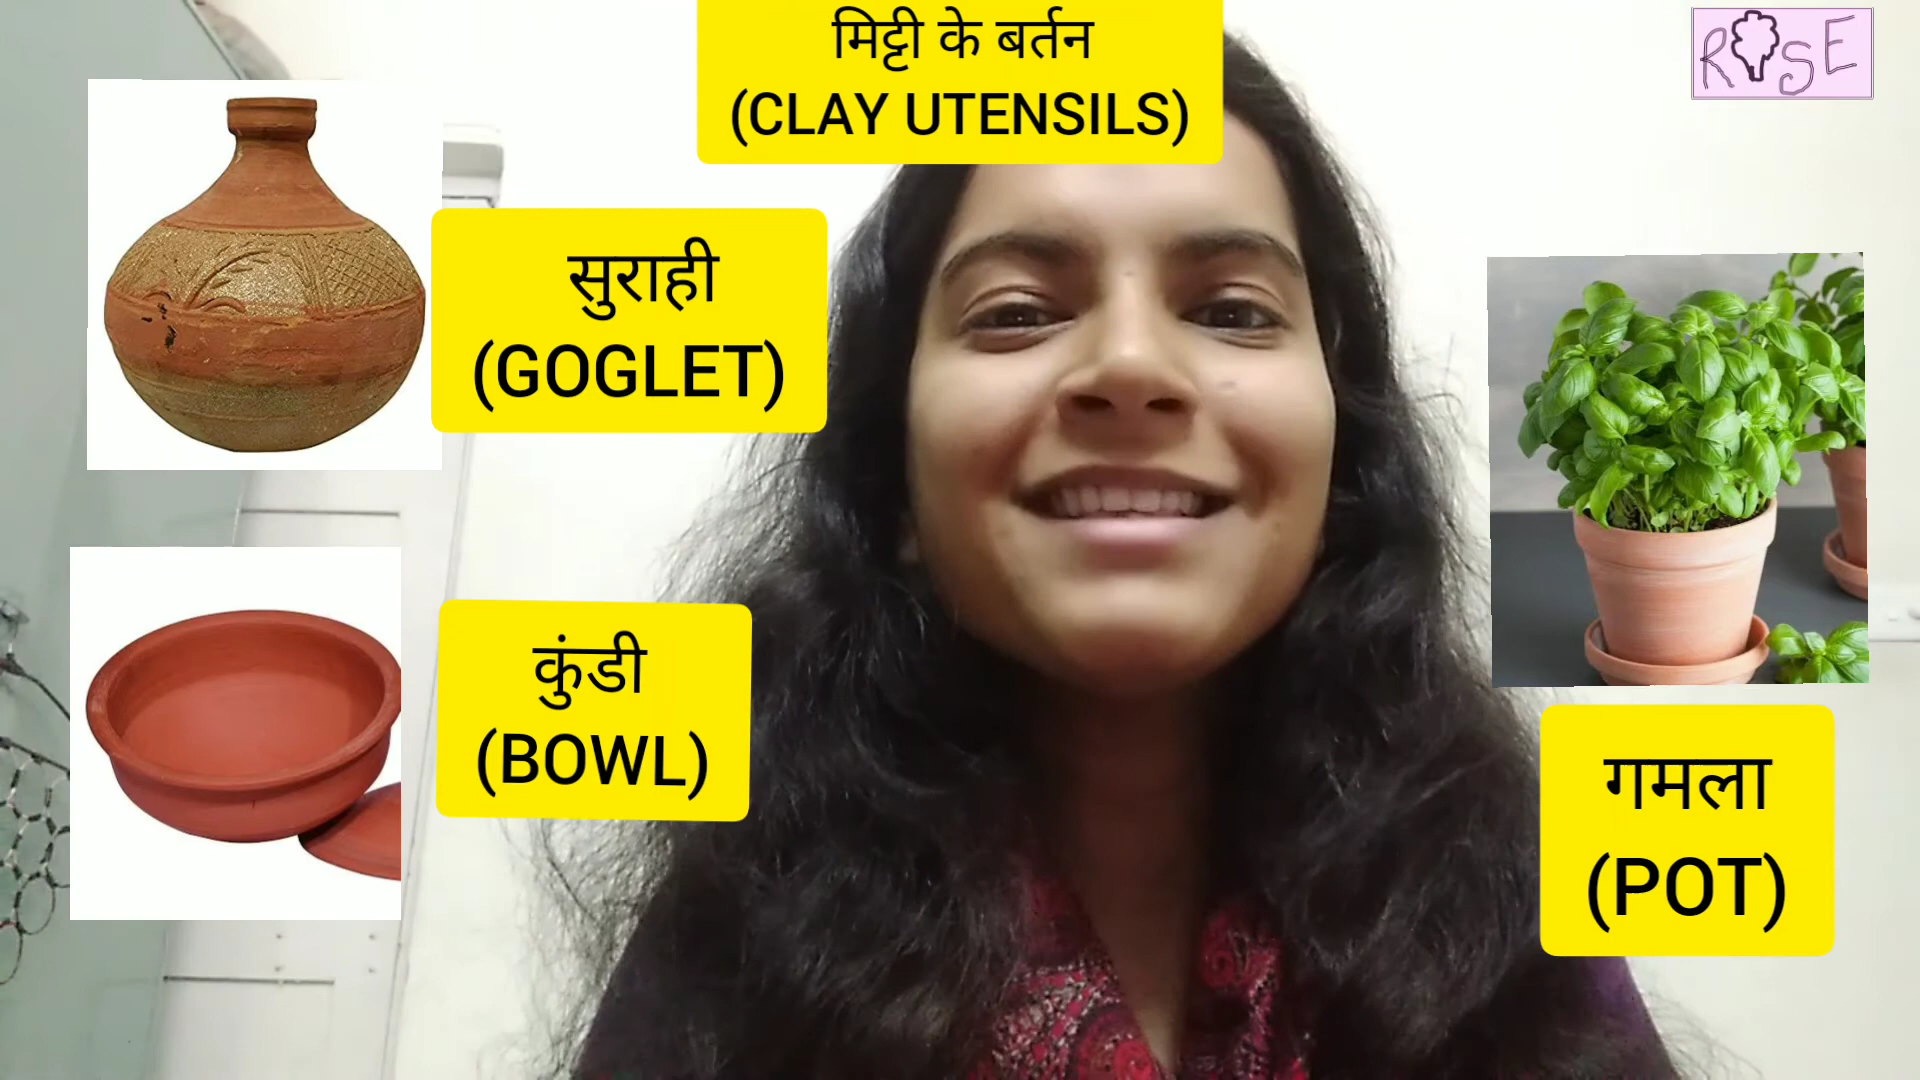 मिट्टी के बर्तन
(CLAY UTENSILS)
ROSE
सुराही
(GOGLET)
कुंडी
(BOWL)
गमला
(POT)